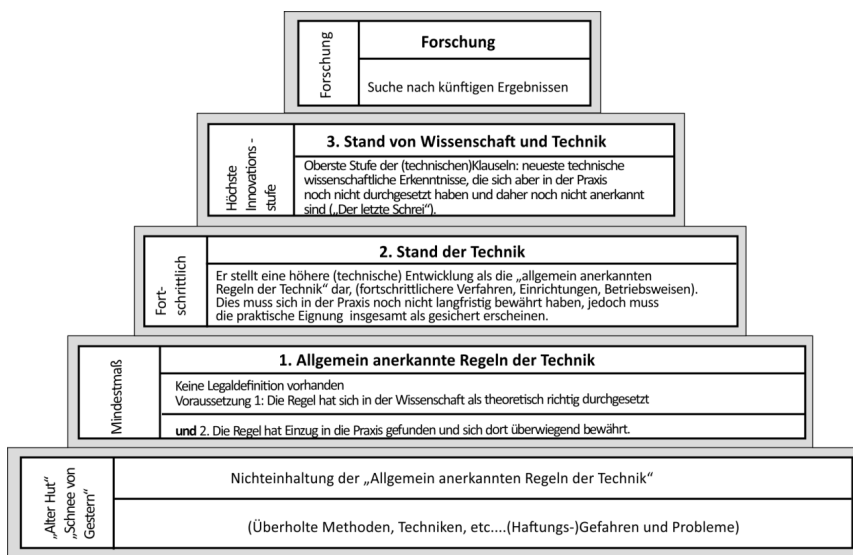 Forschung
Forschung
Suche nach künftigen Ergebnissen
Höchste
Innovations -
stufe
3. Stand von Wissenschaft und Technik
Oberste Stufe der (technischen)Klauseln: neueste technische
wissenschaftliche Erkenntnisse, die sich aber in der Praxis
noch nicht durchgesetzt haben und daher noch nicht anerkannt
sind („Der letzte Schrei“).
Fort-
schrittlich
2. Stand der Technik
Er stellt eine höhere (technische) Entwicklung als die „allgemein anerkannten
Regeln der Technik“ dar, (fortschrittlichere Verfahren, Einrichtungen, Betriebsweisen).
Dies muss sich in der Praxis noch nicht langfristig bewährt haben, jedoch muss
die praktische Eignung insgesamt als gesichert erscheinen.
Mindestmaß
1. Allgemein anerkannte Regeln der Technik
Keine Legaldefinition vorhanden
Voraussetzung 1: Die Regel hat sich in der Wissenschaft als theoretisch richtig durchgesetzt
und 2. Die Regel hat Einzug in die Praxis gefunden und sich dort überwiegend bewährt.
„Alter Hut“
„Schnee von
Gestern“
Nichteinhaltung der „Allgemein anerkannten Regeln der Technik“
(Überholte Methoden, Techniken, etc....(Haftungs-)Gefahren und Probleme)